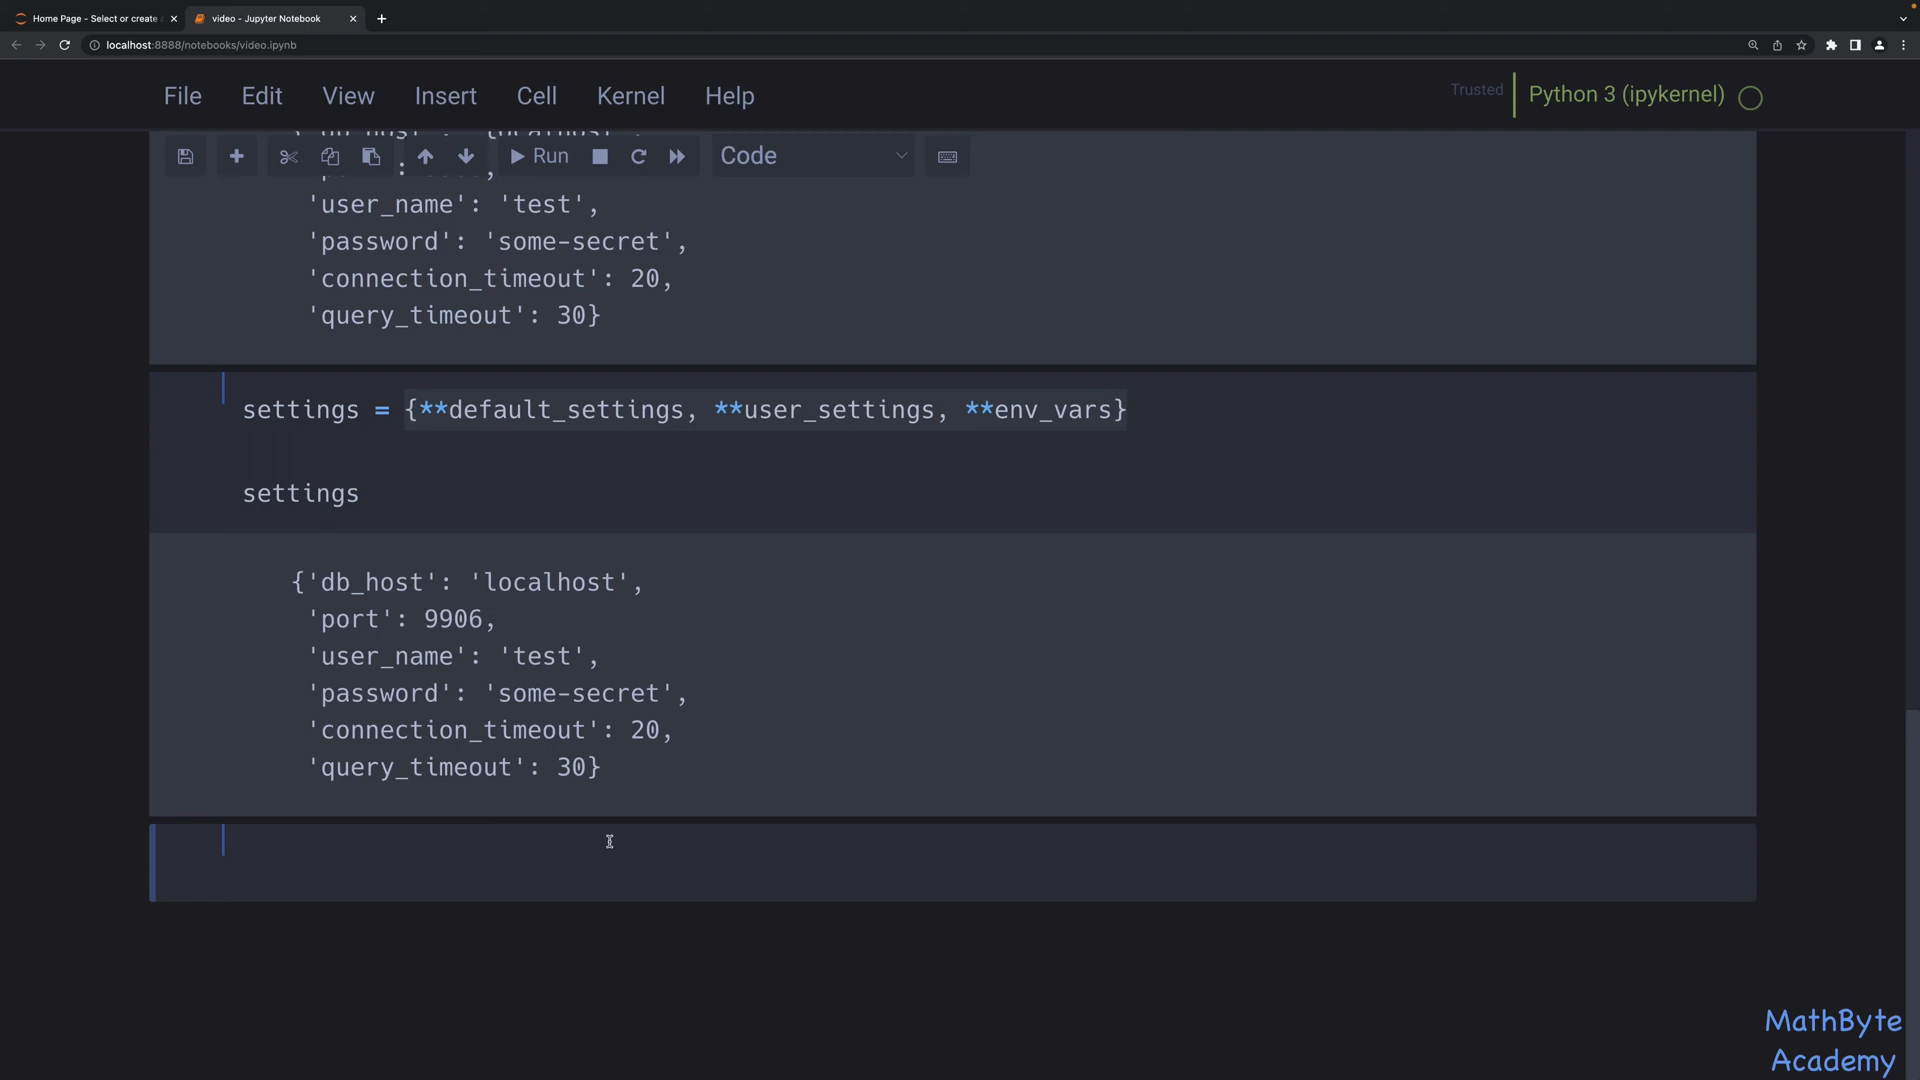 Home Page - Select or create
video - Jupyter Notebook
localhost:8888/notebooks/video.ipynb
File Edit View Insert Cell Kernel Help
Trusted
Python 3 (ipykernel)
Run
Code
'user_name': 'test',
'password': 'some-secret',
'connection_timeout': 20,
'query_timeout': 30}
settings = {**default_settings, **user_settings, **env_vars}
settings
{'db_host': 'localhost',
'port': 9906,
'user_name': 'test',
'password': 'some-secret',
'connection_timeout': 20,
'query_timeout': 30}
MathByte
Academy